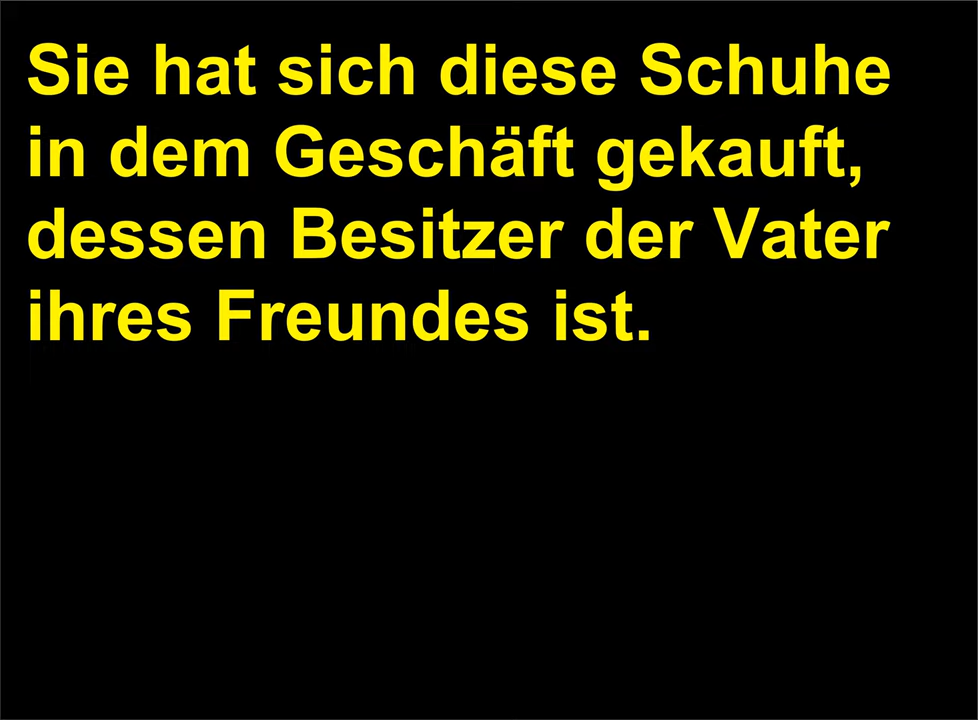 Sie hat sich diese Schuhe
in dem Geschäft gekauft,
dessen Besitzer der Vater
ihres Freundes ist.